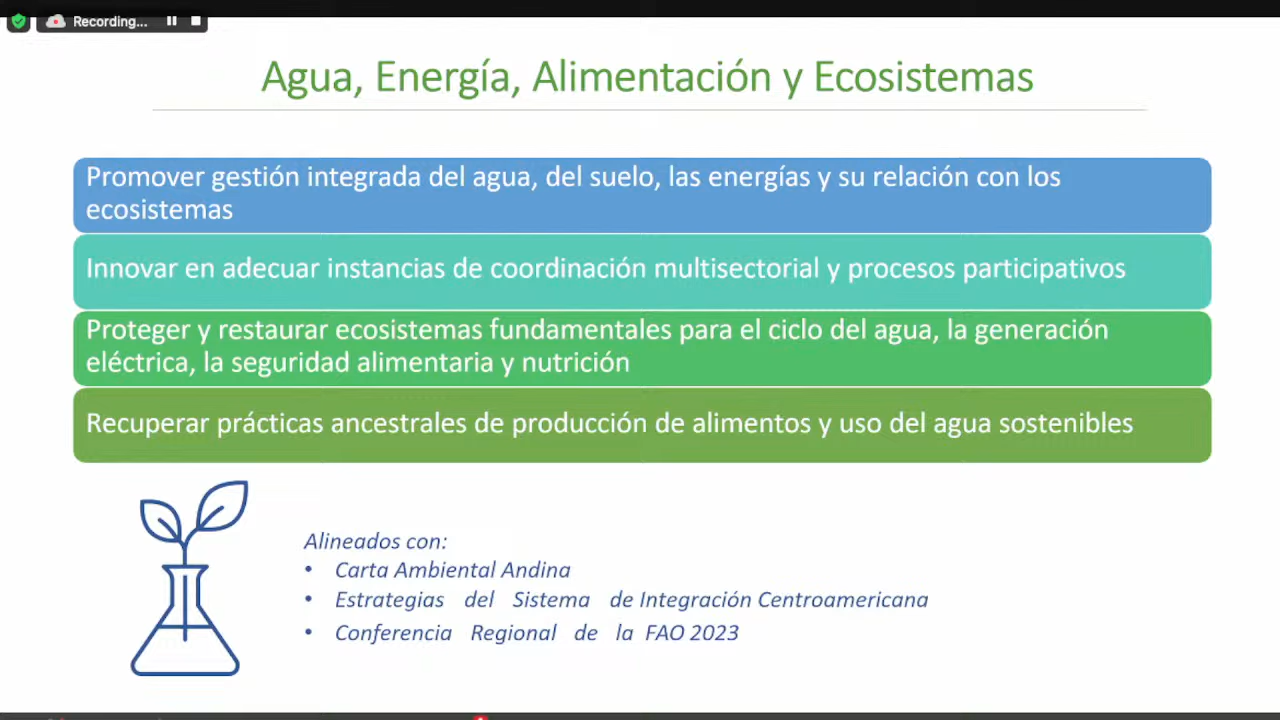 Recording...
Agua, Energía, Alimentación y Ecosistemas
Promover gestión integrada del agua, del suelo, las energías y su relación con los
ecosistemas
Innovar en adecuar instancias de coordinación multisectorial y procesos participativos
Proteger y restaurar ecosistemas fundamentales para el ciclo del agua, la generación
eléctrica, la seguridad alimentaria y nutrición
Recuperar prácticas ancestrales de producción de alimentos y uso del agua sostenibles
Alineados con:
• Carta Ambiental Andina
• Estrategias del Sistema de Integración Centroamericana
• Conferencia Regional de la FAO 2023